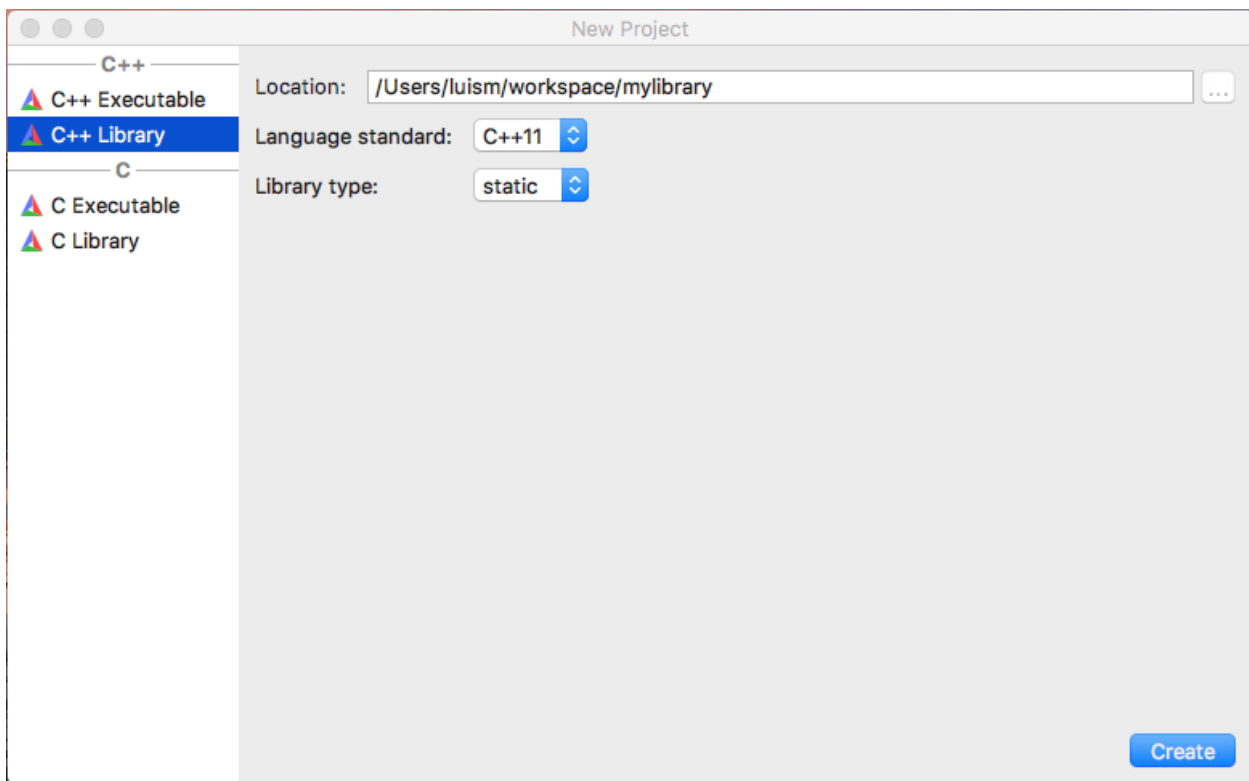 New Project
C++
C++ Executable
C++ Library
C
C Executable
C Library
Location: /Users/luism/workspace/mylibrary ...
Language standard: C++11
Library type: static
Create